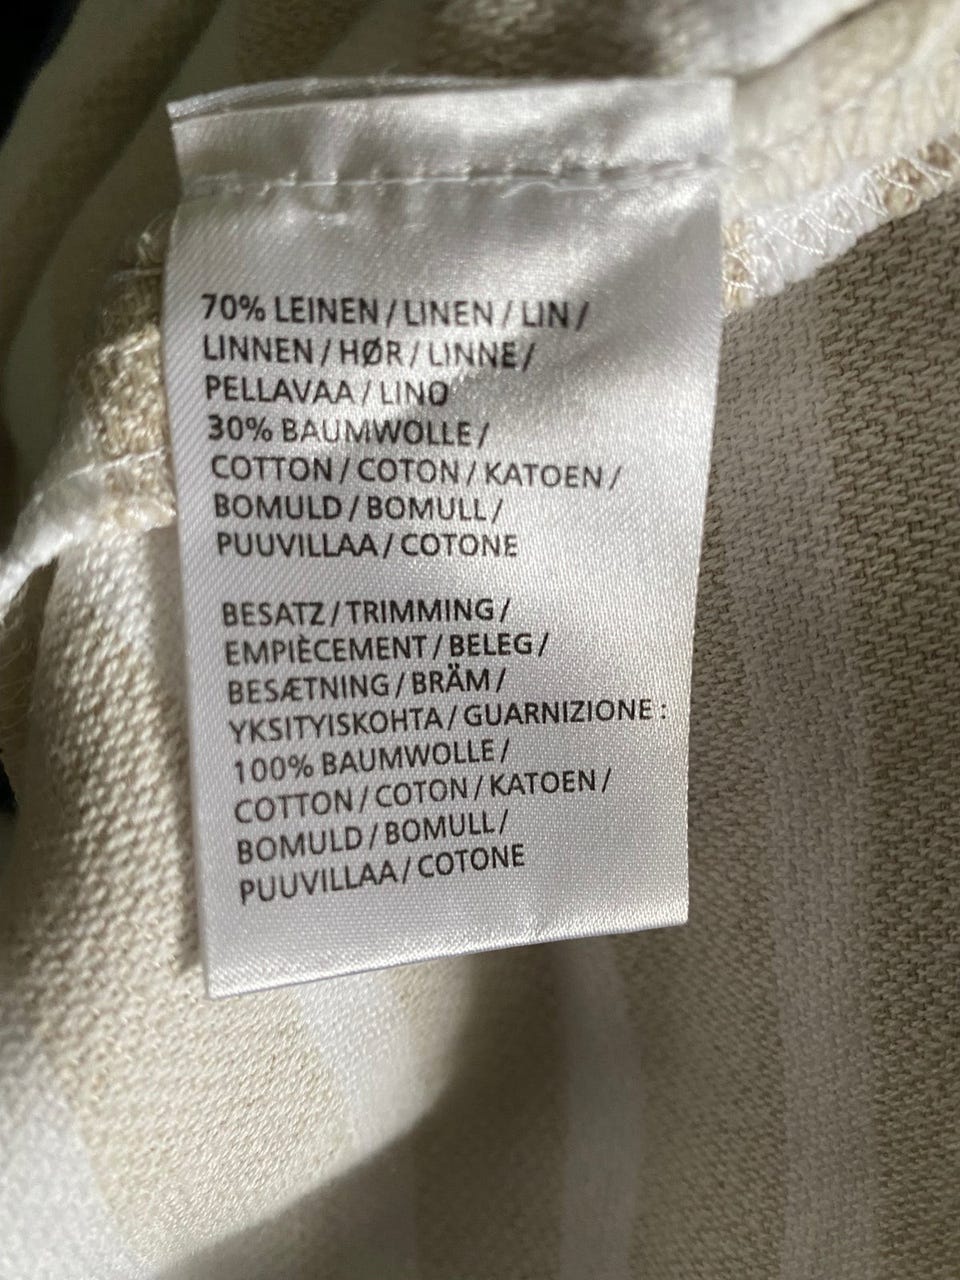 70% LEINEN / LINEN / LIN /
LINNEN / HØR / LINNE /
PELLAVAA / LINO
30% BAUMWOLLE /
COTTON / COTON / KATOEN /
BOMULD / BOMULL /
PUUVILLAA / COTONE
BESATZ / TRIMMING /
EMPIÈCEMENT / BELEG /
BESÆTNING / BRÄM /
YKSITYISKOHTA / GUARNIZIONE :
100% BAUMWOLLE /
COTTON / COTON / KATOEN /
BOMULD / BOMULL /
PUUVILLAA / COTONE